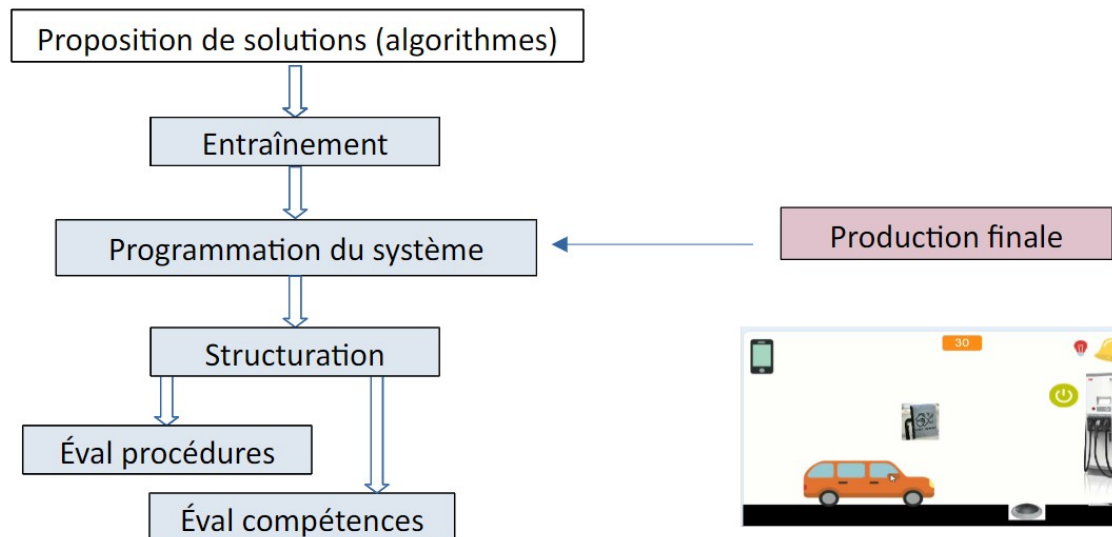 Proposition de solutions (algorithmes)
Entraînement
Programmation du système
Production finale
Structuration
30
Éval procédures
Éval compétences